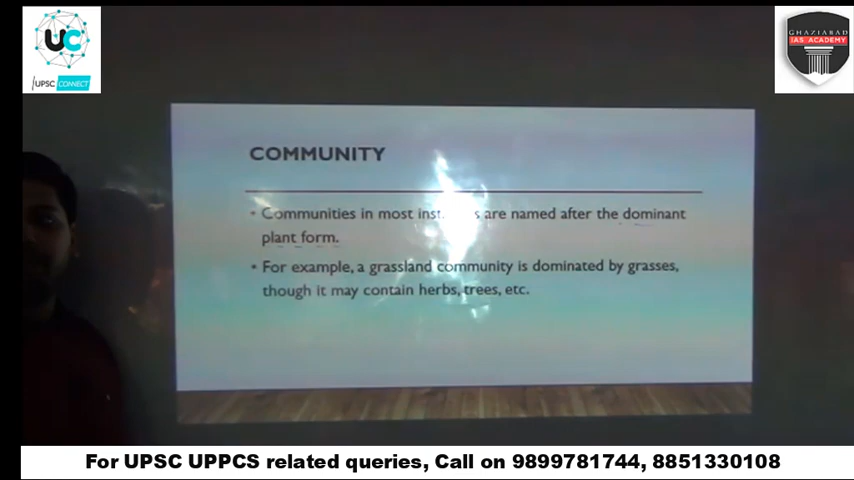 UC
UPSC CONNECT
GHAZIABAD
IAS ACADEMY
COMMUNITY
• Communities in most are named after the dominant
plant form.
• For example, a grassland community is dominated by grasses,
though it may contain herbs, trees, etc.
For UPSC UPPCS related queries, Call on 9899781744, 8851330108